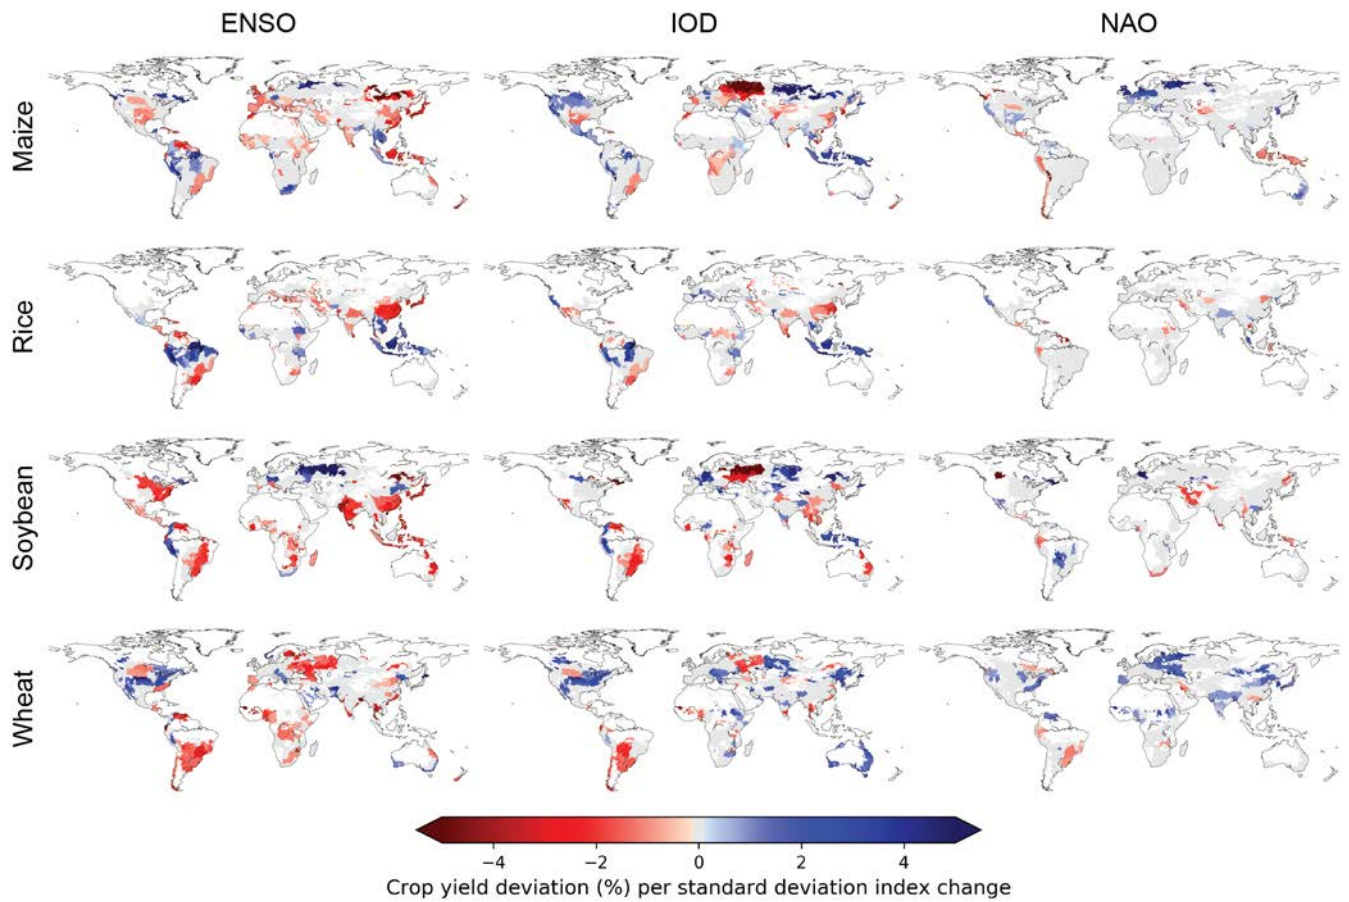 ENSO IOD NAO
Maize
Rice
Soybean
Wheat
−4 −2 0 2 4
Crop yield deviation (%) per standard deviation index change